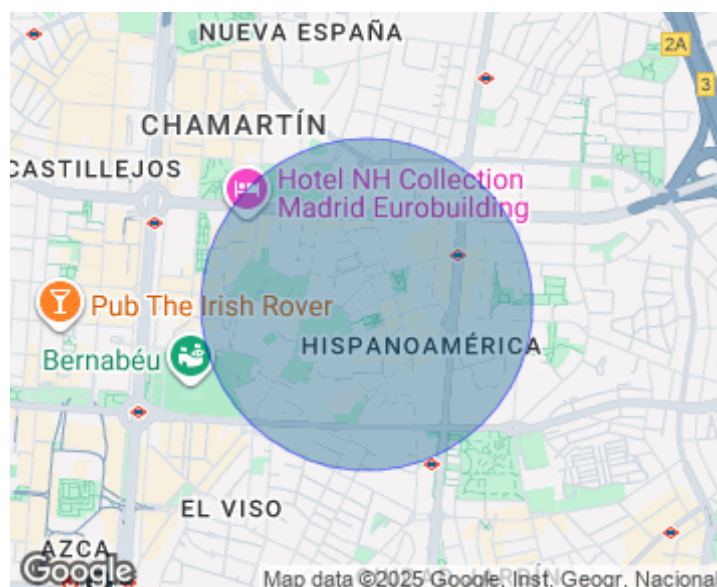 NUEVA ESPAÑA
2A
3
CHAMARTÍN
CASTILLEJOS
Hotel NH Collection
Madrid Eurobuilding
Pub The Irish Rover
Bernabéu
HISPANOAMÉRICA
EL VISO
AZCA
Google
Map data ©2025 Google, Inst. Geogr. Nacional